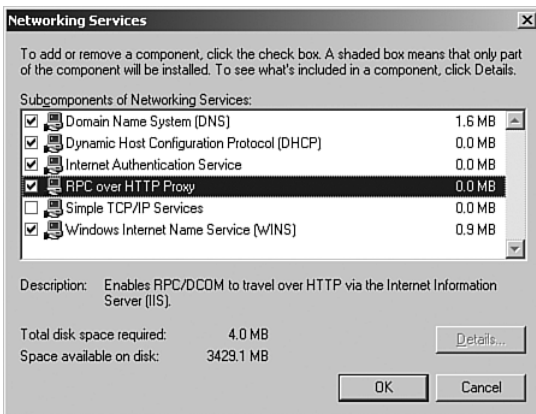 Networking Services
To add or remove a component, click the check box. A shaded box means that only part
of the component will be installed. To see what's included in a component, click Details.
Subcomponents of Networking Services:
Domain Name System (DNS) 1.6 MB
Dynamic Host Configuration Protocol (DHCP) 0.0 MB
Internet Authentication Service 0.0 MB
RPC over HTTP Proxy 0.0 MB
Simple TCP/IP Services 0.0 MB
Windows Internet Name Service (WINS) 0.9 MB
Description: Enables RPC/DCOM to travel over HTTP via the Internet Information
Server (IIS).
Total disk space required: 4.0 MB
Space available on disk: 3429.1 MB
Details...
OK Cancel